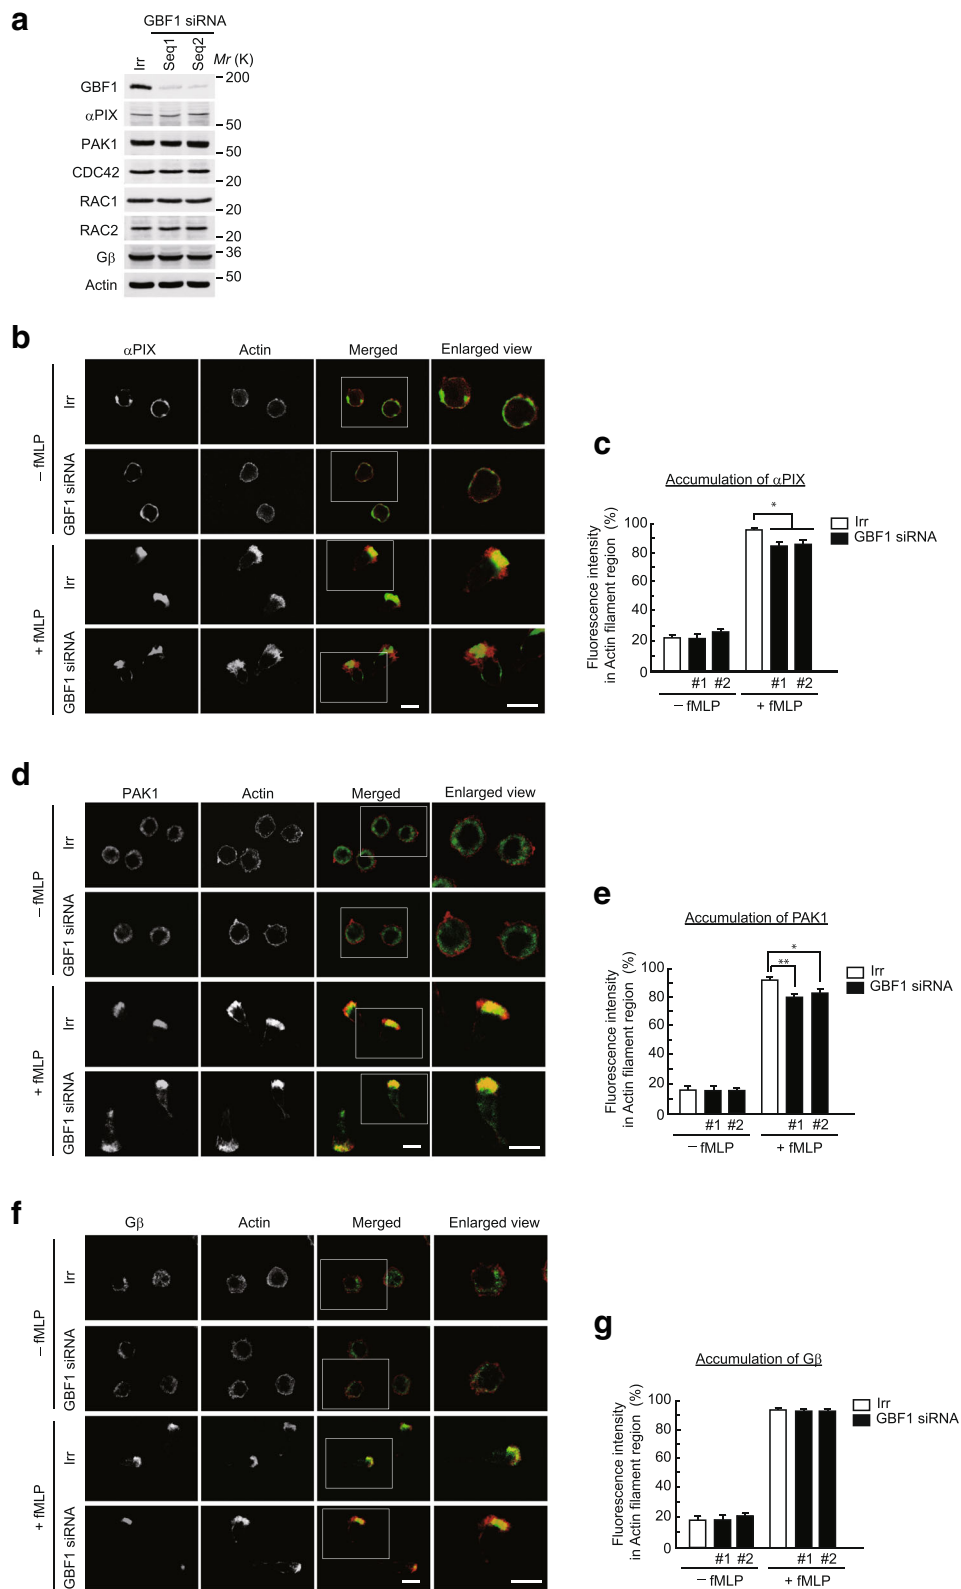 a
GBF1 siRNA
Irr
Seq1
Seq2
Mr (K)
GBF1
200
αPIX
50
PAK1
50
CDC42
20
RAC1
20
RAC2
20
Gβ
36
Actin
50
b
αPIX
Actin
Merged
Enlarged view
– fMLP
Irr
GBF1 siRNA
+ fMLP
Irr
GBF1 siRNA
c
Accumulation of αPIX
Fluorescence intensity
in Actin filament region (%)
100
80
60
40
20
0
*
Irr
GBF1 siRNA
#1 #2 #1 #2
– fMLP + fMLP
d
PAK1
Actin
Merged
Enlarged view
– fMLP
Irr
GBF1 siRNA
+ fMLP
Irr
GBF1 siRNA
e
Accumulation of PAK1
Fluorescence intensity
in Actin filament region (%)
100
80
60
40
20
0
*
**
Irr
GBF1 siRNA
#1 #2 #1 #2
– fMLP + fMLP
f
Gβ
Actin
Merged
Enlarged view
– fMLP
Irr
GBF1 siRNA
+ fMLP
Irr
GBF1 siRNA
g
Accumulation of Gβ
Fluorescence intensity
in Actin filament region (%)
100
80
60
40
20
0
Irr
GBF1 siRNA
#1 #2 #1 #2
– fMLP + fMLP